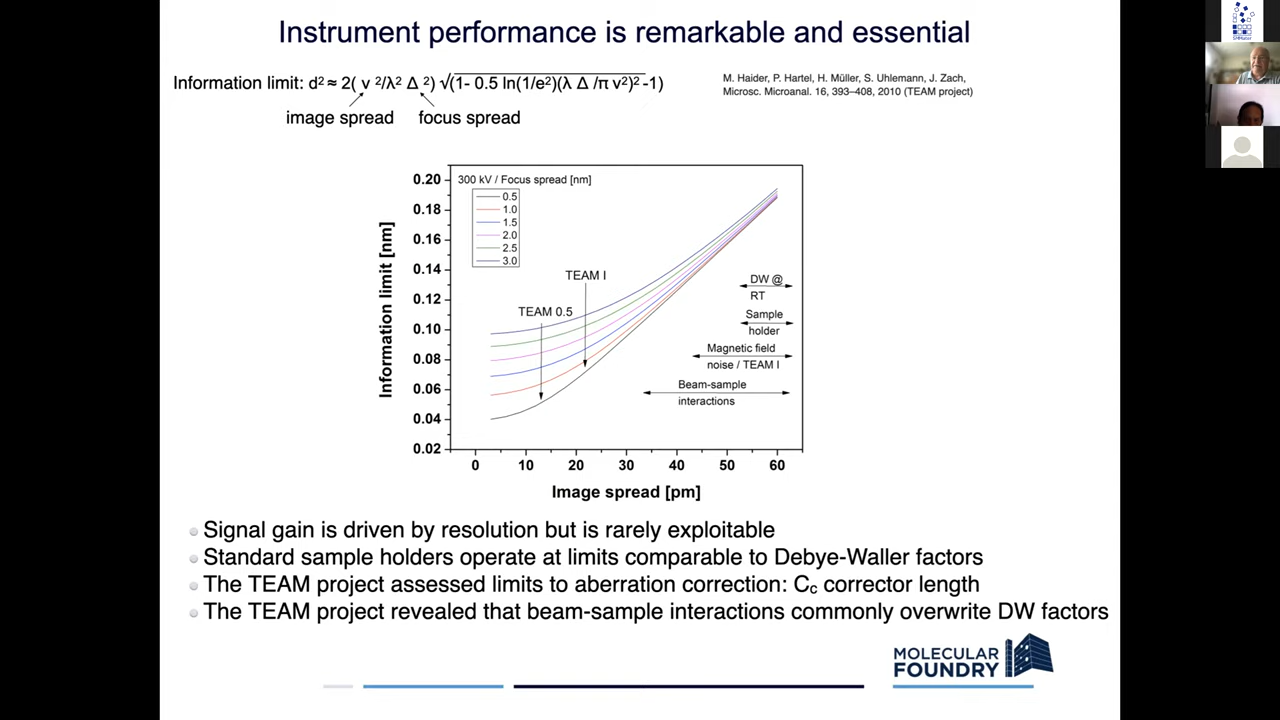 Instrument performance is remarkable and essential
Information limit: d² ≈ 2( ν ²/λ² Δ ²) √(1- 0.5 ln(1/e²)(λ Δ /π ν²)² -1)
image spread
focus spread
M. Haider, P. Hartel, H. Müller, S. Uhlemann, J. Zach,
Microsc. Microanal. 16, 393–408, 2010 (TEAM project)
300 kV / Focus spread [nm]
0.5
1.0
1.5
2.0
2.5
3.0
0.20
0.18
0.16
0.14
0.12
0.10
0.08
0.06
0.04
0.02
Information limit [nm]
TEAM I
TEAM 0.5
DW @
RT
Sample
holder
Magnetic field
noise / TEAM I
Beam-sample
interactions
0 10 20 30 40 50 60
Image spread [pm]
Signal gain is driven by resolution but is rarely exploitable
Standard sample holders operate at limits comparable to Debye-Waller factors
The TEAM project assessed limits to aberration correction: Cc corrector length
The TEAM project revealed that beam-sample interactions commonly overwrite DW factors
MOLECULAR
FOUNDRY